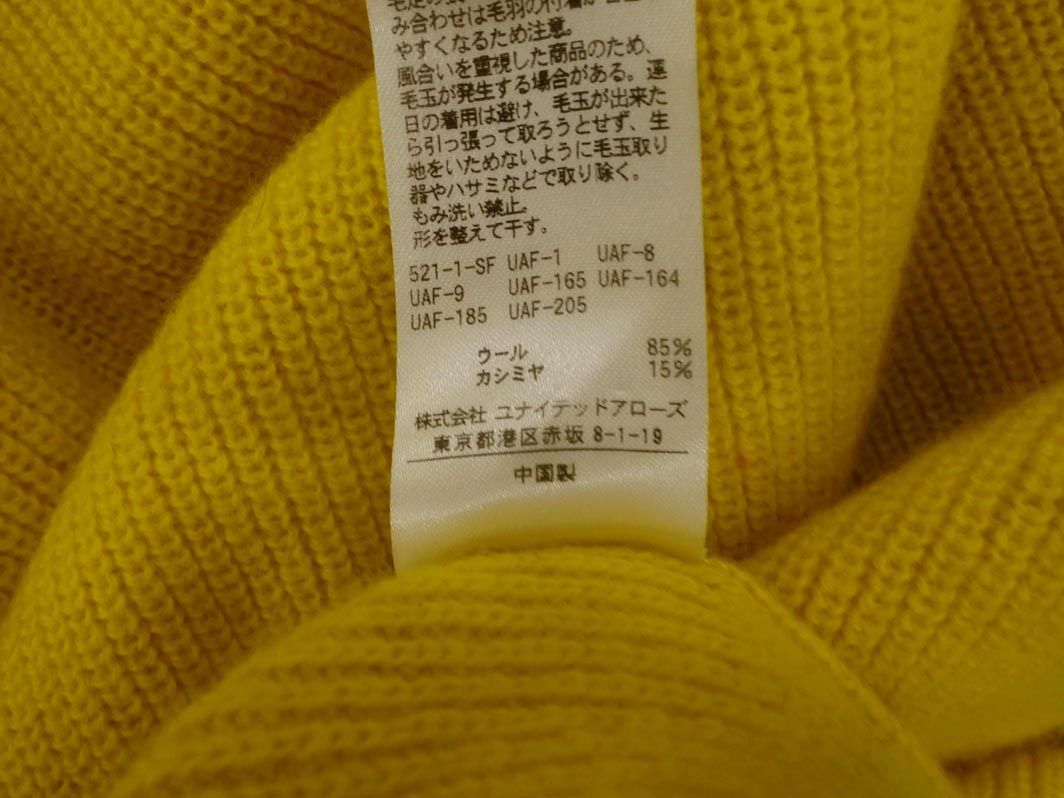 み合わせは毛羽の付着が
やすくなるため注意。
風合いを重視した商品のため、
毛玉が発生する場合がある。連
日の着用は避け、毛玉が出来た
ら引っ張って取ろうとせず、生
地をいためないように毛玉取り
器やハサミなどで取り除く。
もみ洗い禁止。
形を整えて干す。
521-1-SF UAF-1 UAF-8
UAF-9 UAF-165 UAF-164
UAF-185 UAF-205
ウール 85%
カシミヤ 15%
株式会社 ユナイテッドアローズ
東京都港区赤坂 8-1-19
中国製